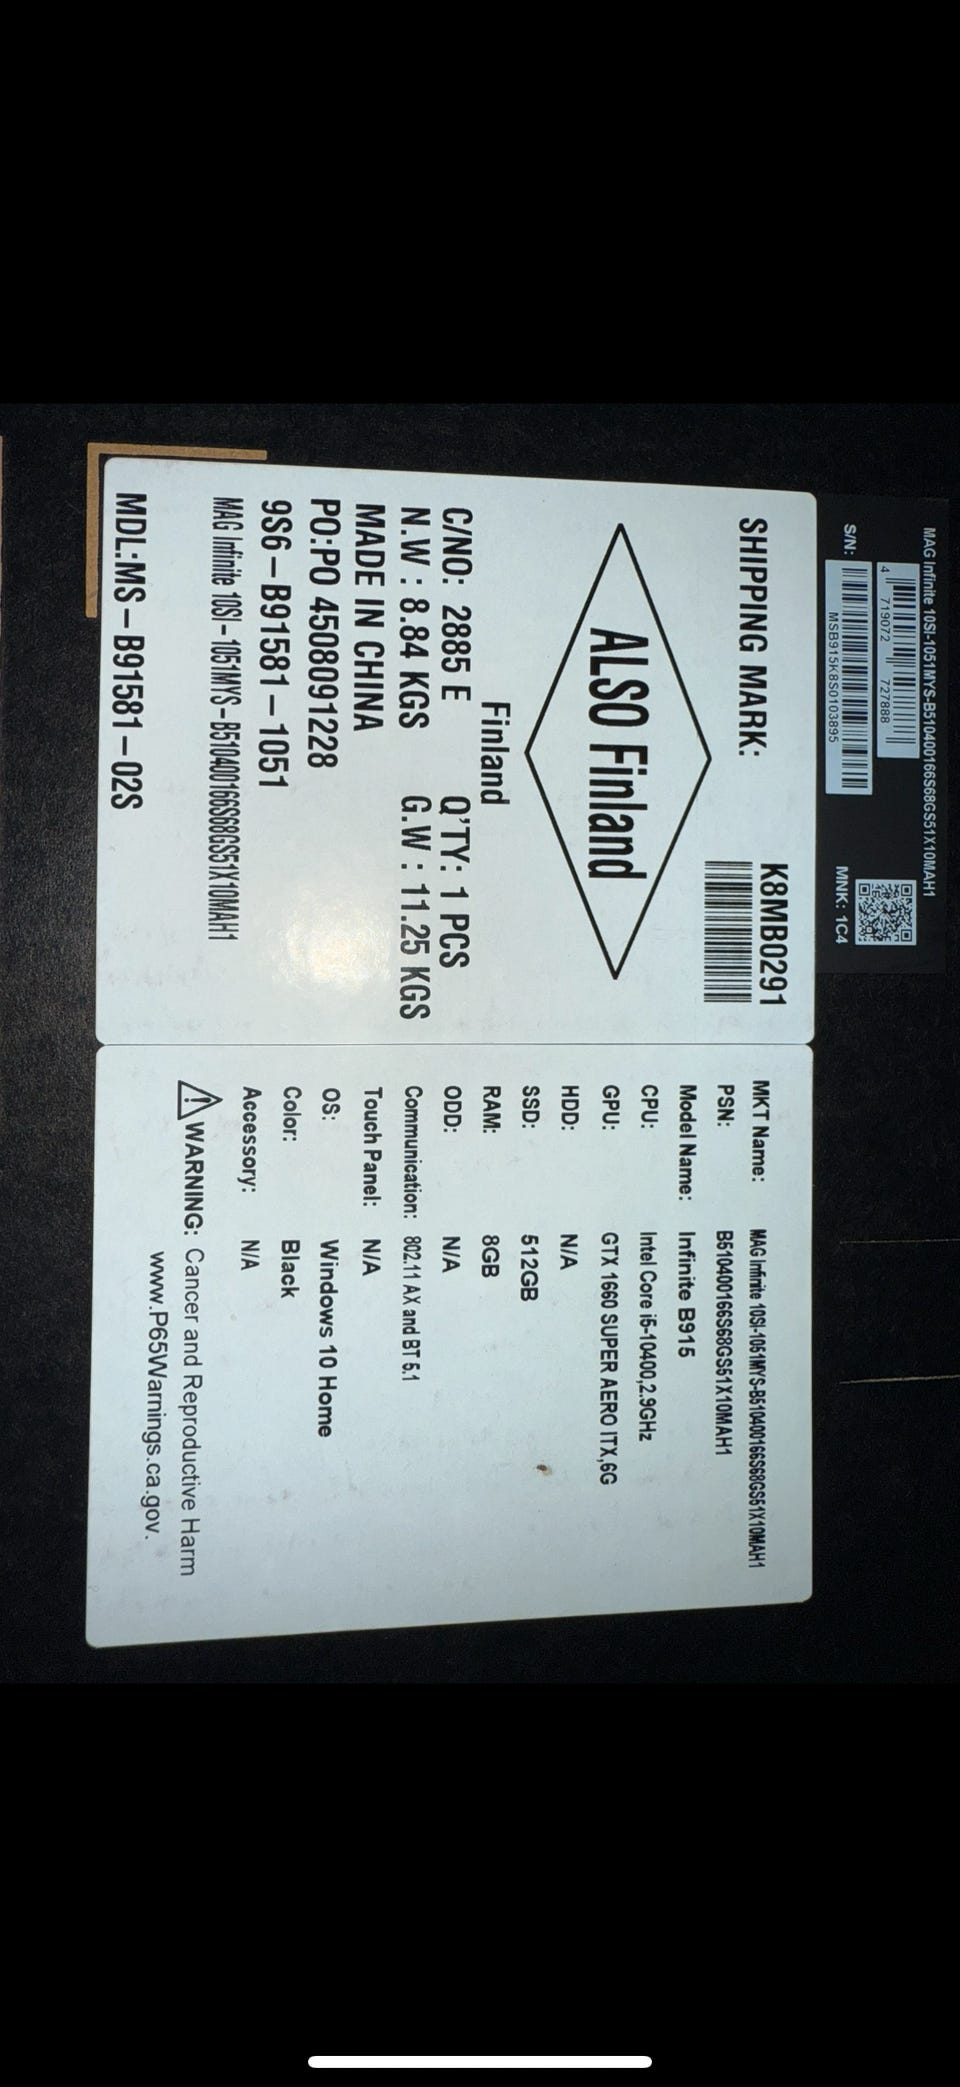 MAG Infinite 10SI-1051MYS-B510400166S68GS51X10MAH1
4 719072 727888
S/N:
MSB915K8S0103895
MNK: 1C4
SHIPPING MARK:
K8MB0291
ALSO Finland
Finland
C/NO: 2885 E Q'TY: 1 PCS
N.W : 8.84 KGS G.W : 11.25 KGS
MADE IN CHINA
PO:PO 4508091228
9S6-B91581-1051
MAG Infinite 10SI-1051MYS-B510400166S68GS51X10MAH1
MDL:MS-B91581-02S
MKT Name: MAG Infinite 10SI-1051MYS-B510400166S68GS51X10MAH1
PSN: B510400166S68GS51X10MAH1
Model Name: Infinite B915
CPU: Intel Core i5-10400,2.9GHz
GPU: GTX 1660 SUPER AERO ITX,6G
HDD: N/A
SSD: 512GB
RAM: 8GB
ODD: N/A
Communication: 802.11 AX and BT 5.1
Touch Panel: N/A
OS: Windows 10 Home
Color: Black
Accessory: N/A
WARNING: Cancer and Reproductive Harm
www.P65Warnings.ca.gov.